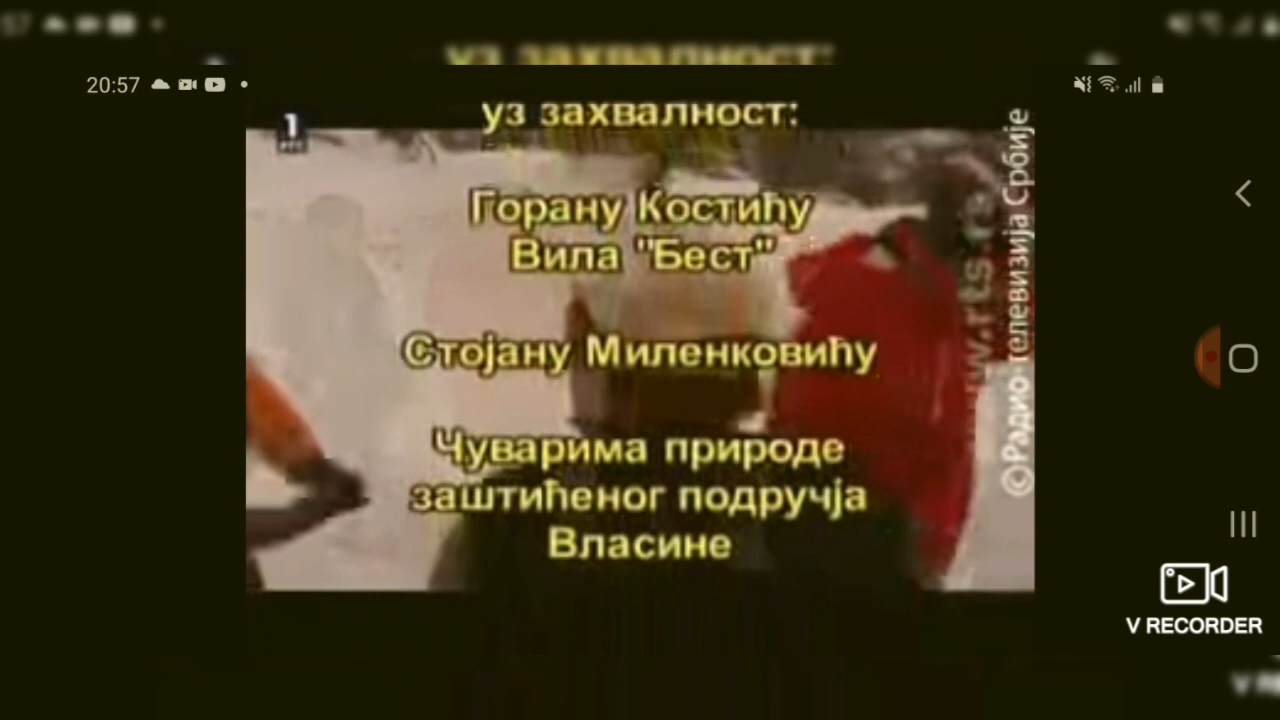 20:57
уз захвалност:
1
Горану Костићу
Вила "Бест"
Стојану Миленковићу
Чуварима природе
заштићеног подручја
Власине
©Радио-телевизија Србије
V RECORDER